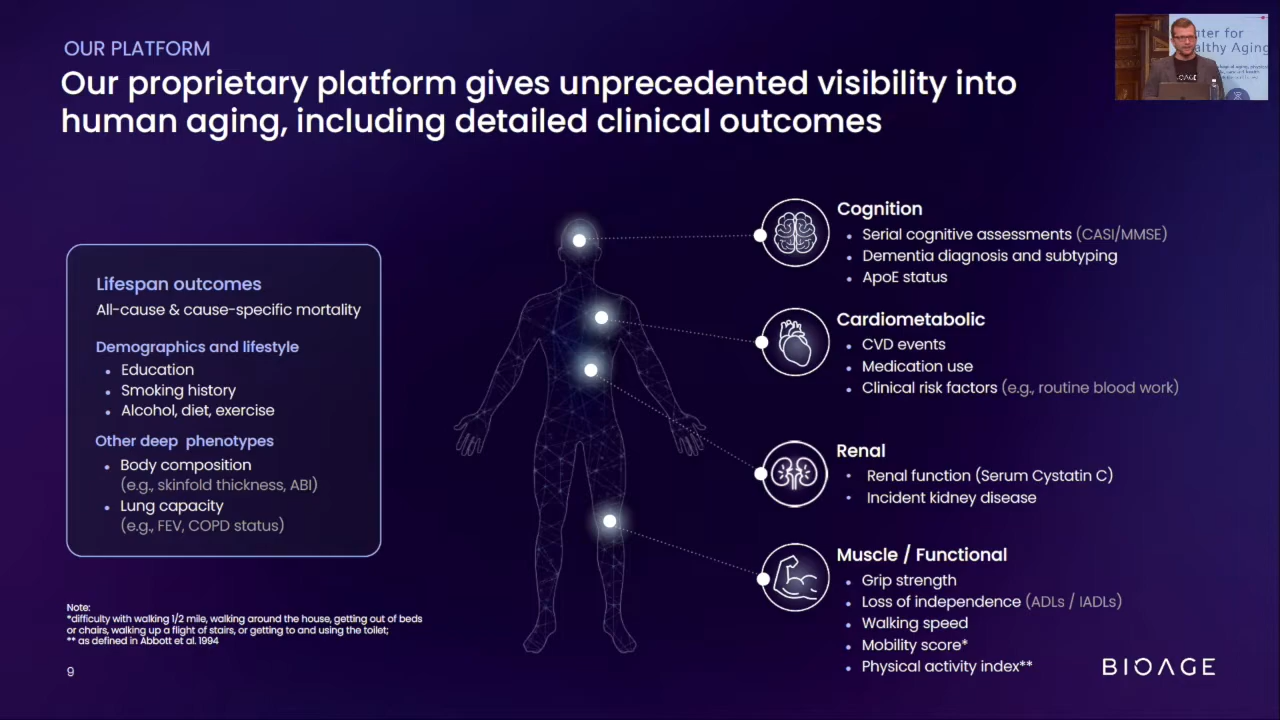 OUR PLATFORM
Our proprietary platform gives unprecedented visibility into
human aging, including detailed clinical outcomes
Lifespan outcomes
All-cause & cause-specific mortality
Demographics and lifestyle
• Education
• Smoking history
• Alcohol, diet, exercise
Other deep phenotypes
• Body composition
(e.g., skinfold thickness, ABI)
• Lung capacity
(e.g., FEV, COPD status)
Cognition
• Serial cognitive assessments (CASI/MMSE)
• Dementia diagnosis and subtyping
• ApoE status
Cardiometabolic
• CVD events
• Medication use
• Clinical risk factors (e.g., routine blood work)
Renal
• Renal function (Serum Cystatin C)
• Incident kidney disease
Muscle / Functional
• Grip strength
• Loss of independence (ADLs / IADLs)
• Walking speed
• Mobility score*
• Physical activity index**
Note:
*difficulty with walking 1/2 mile, walking around the house, getting out of beds
or chairs, walking up a flight of stairs, or getting to and using the toilet;
** as defined in Abbott et al. 1994
9
BIOAGE
nter for
althy Aging